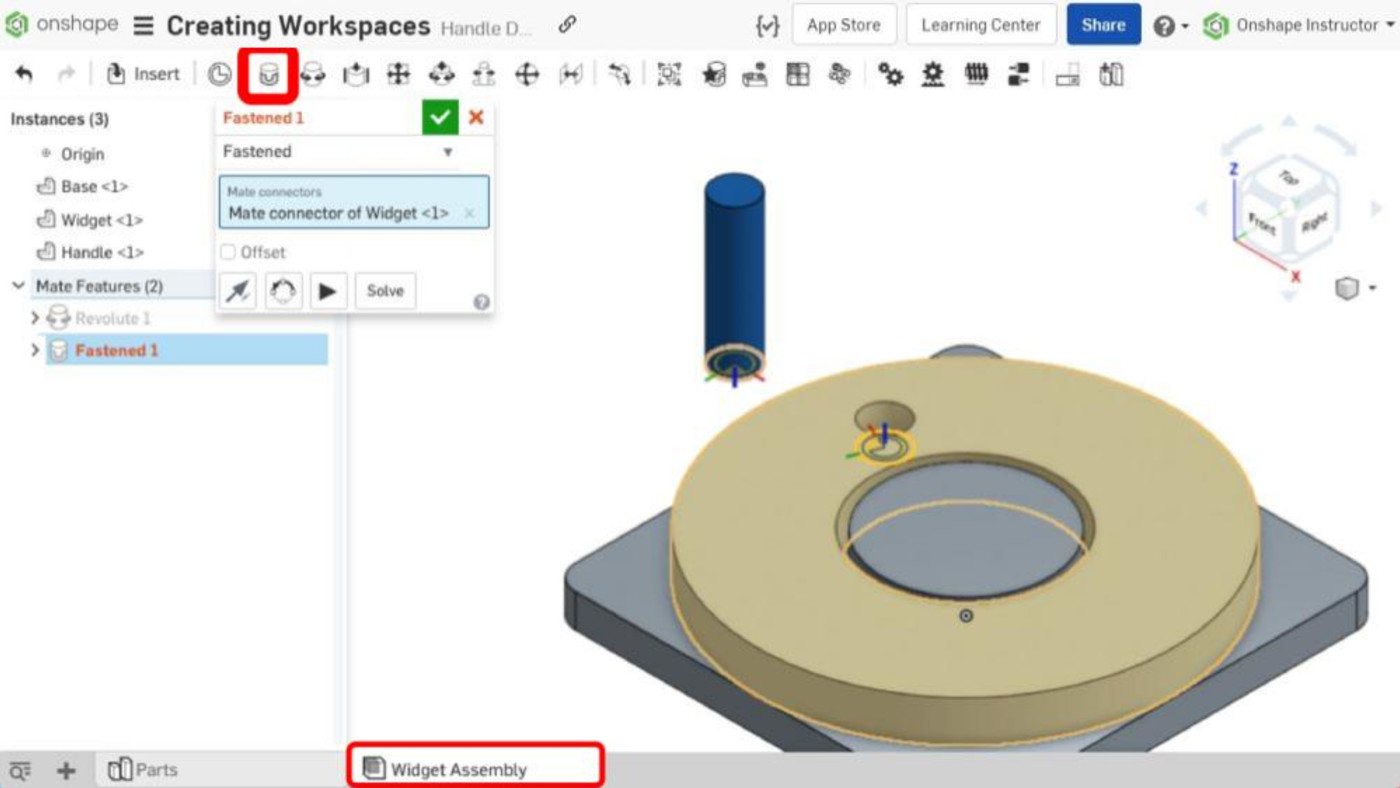 onshape Creating Workspaces Handle D... App Store Learning Center Share Onshape Instructor
Insert
Instances (3)
Origin
Base <1>
Widget <1>
Handle <1>
Mate Features (2)
Revolute 1
Fastened 1
Fastened 1
Fastened
Mate connectors
Mate connector of Widget <1>
Offset
Solve
Z
Top
Front
Right
X
Parts
Widget Assembly